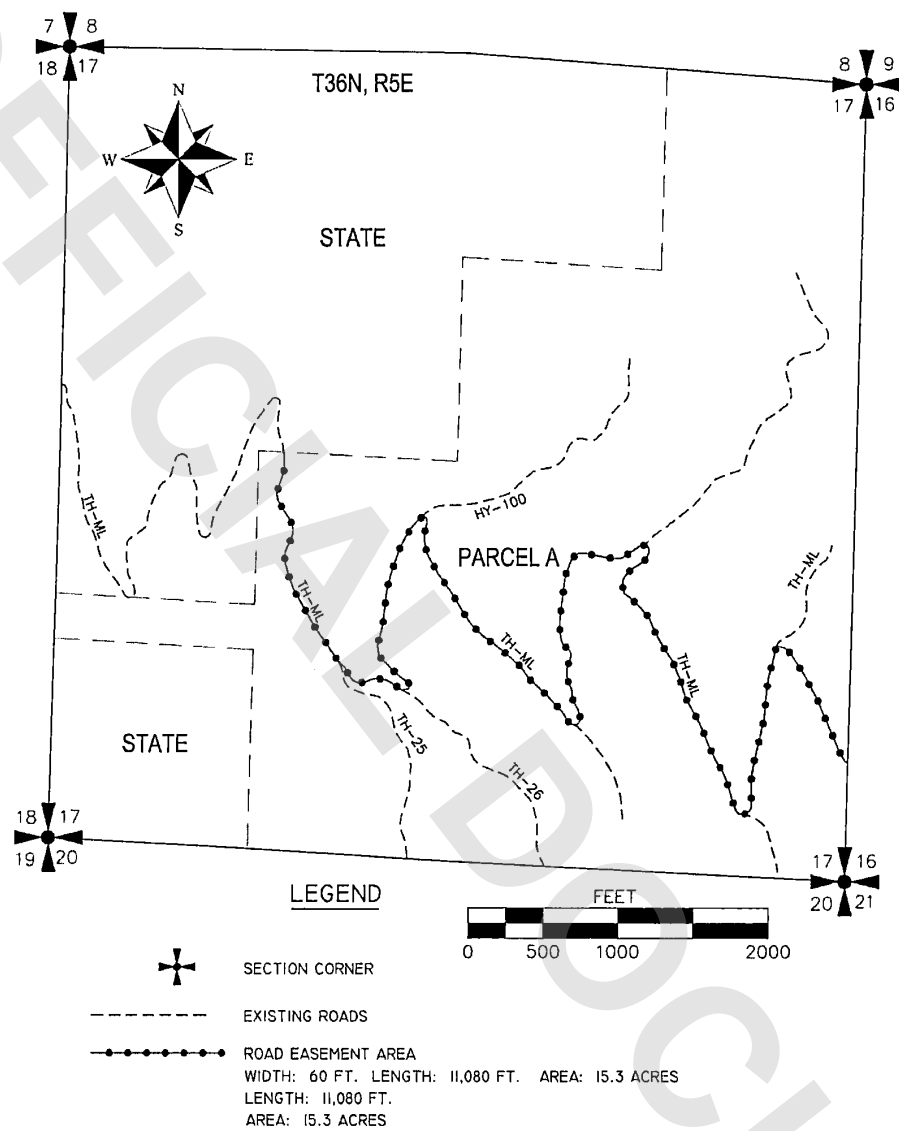 7 8
18 17
8 9
17 16
T36N, R5E
N
W E
S
STATE
TH-ML
HY-100
PARCEL A
TH-ML
TH-ML
TH-ML
TH-ML
STATE
TH-25
TH-26
18 17
19 20
17 16
20 21
LEGEND
FEET
0 500 1000 2000
SECTION CORNER
EXISTING ROADS
ROAD EASEMENT AREA
WIDTH: 60 FT. LENGTH: 11,080 FT. AREA: 15.3 ACRES
LENGTH: 11,080 FT.
AREA: 15.3 ACRES